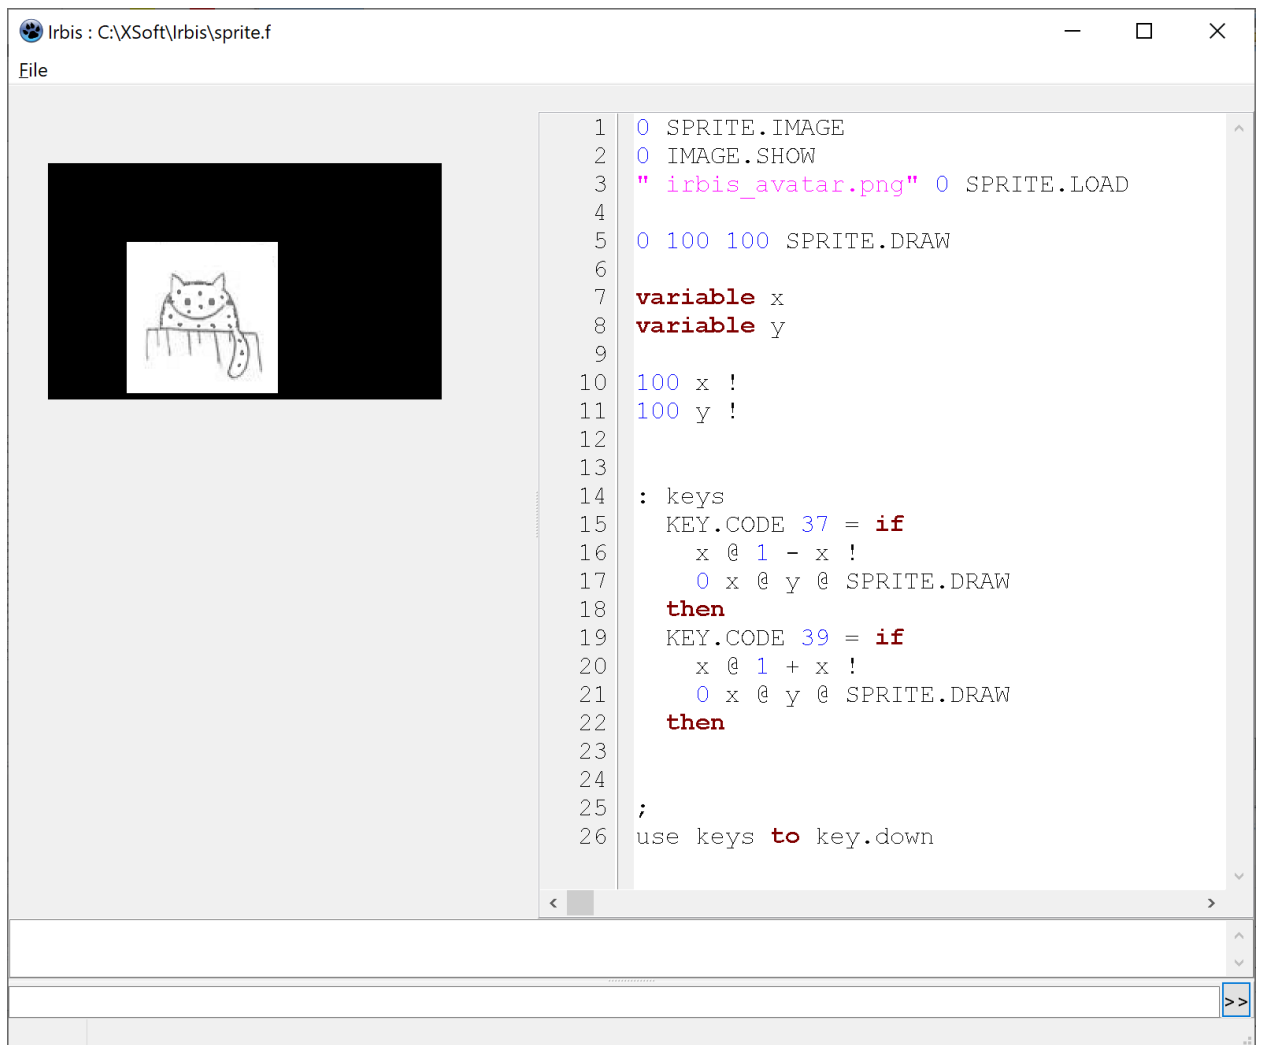 Irbis : C:\XSoft\Irbis\sprite.f
File
1 0 SPRITE.IMAGE
2 0 IMAGE.SHOW
3 " irbis_avatar.png" 0 SPRITE.LOAD
4
5 0 100 100 SPRITE.DRAW
6
7 variable x
8 variable y
9
10 100 x !
11 100 y !
12
13
14 : keys
15 KEY.CODE 37 = if
16 x @ 1 - x !
17 0 x @ y @ SPRITE.DRAW
18 then
19 KEY.CODE 39 = if
20 x @ 1 + x !
21 0 x @ y @ SPRITE.DRAW
22 then
23
24
25 ;
26 use keys to key.down
>>